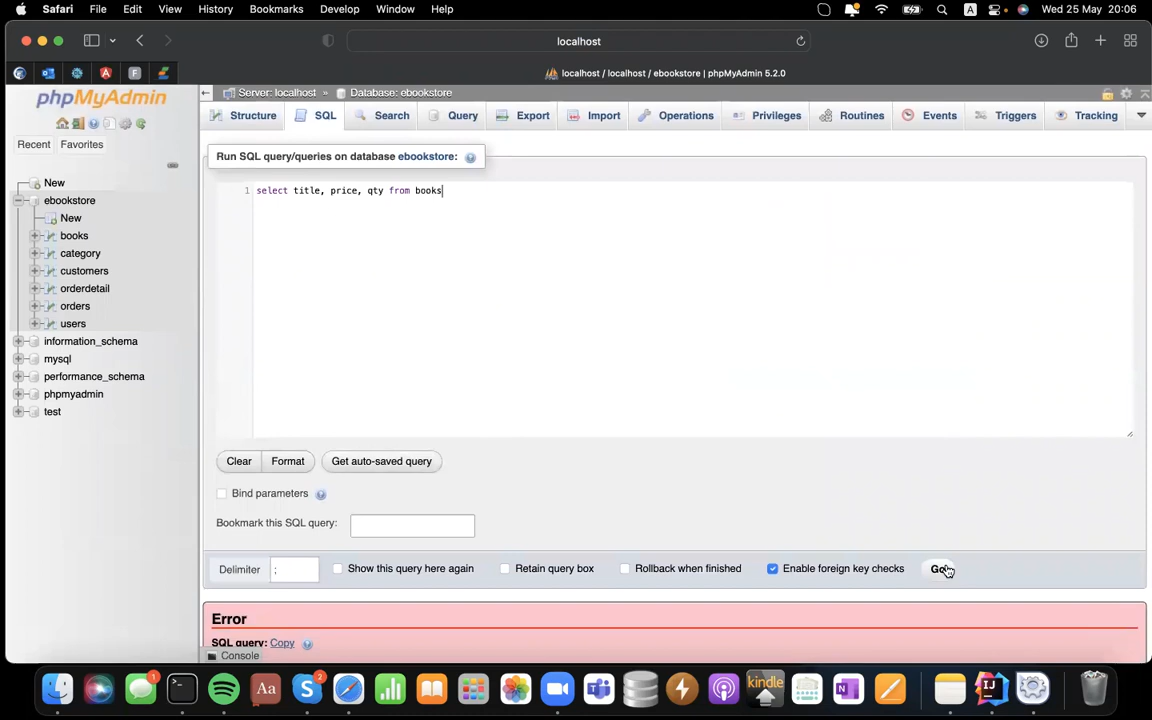 Safari File Edit View History Bookmarks Develop Window Help A Wed 25 May 20:06
localhost
localhost / localhost / ebookstore | phpMyAdmin 5.2.0
phpMyAdmin
Server: localhost » Database: ebookstore
Structure SQL Search Query Export Import Operations Privileges Routines Events Triggers Tracking
Recent Favorites
Run SQL query/queries on database ebookstore:
New
ebookstore
New
books
category
customers
orderdetail
orders
users
information_schema
mysql
performance_schema
phpmyadmin
test
1 select title, price, qty from books
Clear Format Get auto-saved query
Bind parameters
Bookmark this SQL query:
Delimiter ; Show this query here again Retain query box Rollback when finished Enable foreign key checks Go
Error
SQL query: Copy
Console
1
Aa
2
kindle
IJ